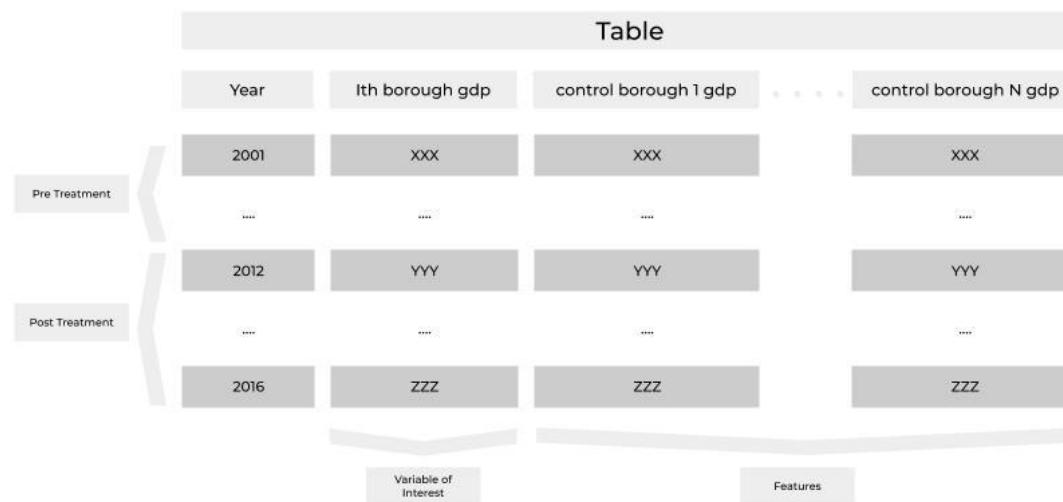 Table
Year
Ith borough gdp
control borough 1 gdp
. . . .
control borough N gdp
2001
XXX
XXX
XXX
Pre Treatment
....
....
....
....
2012
YYY
YYY
YYY
Post Treatment
....
....
....
....
2016
ZZZ
ZZZ
ZZZ
Variable of
Interest
Features